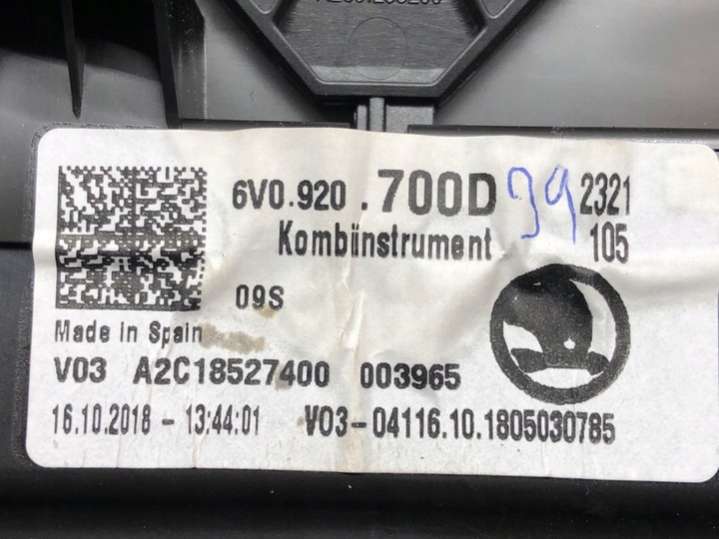 6V0.920 .700D 39 2321
Kombiinstrument 105
09S
Made in Spain
V03 A2C18527400 003965
16.10.2018 - 13:44:01 V03-04116.10.1805030785